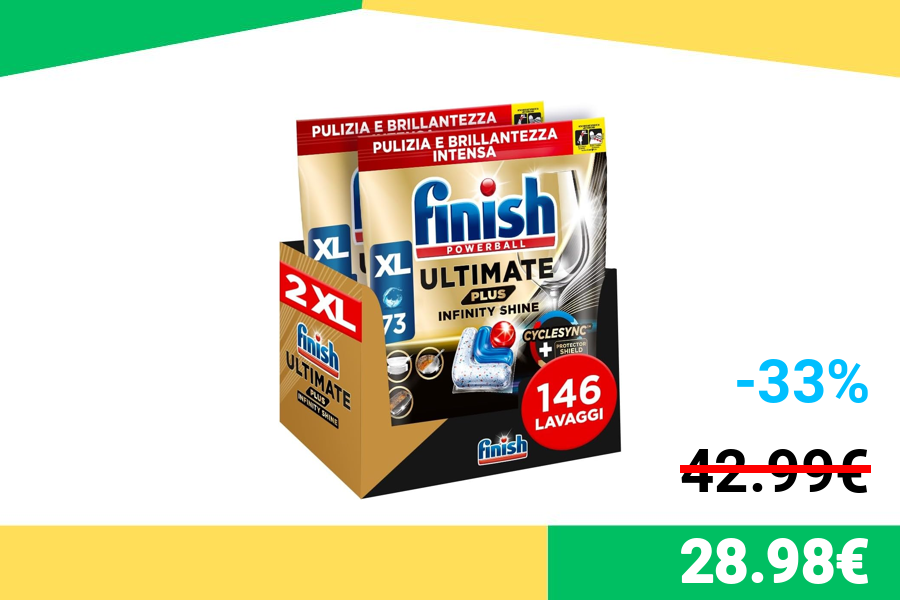 PULIZIA E BRILLANTEZZA
PULIZIA E BRILLANTEZZA
INTENSA
finish
POWERBALL
XL
XL
73
ULTIMATE
PLUS
INFINITY SHINE
CYCLESYNC
PROTECTOR
SHIELD
2 XL
finish
ULTIMATE
PLUS
INFINITY SHINE
146
LAVAGGI
finish
-33%
42.99€
28.98€